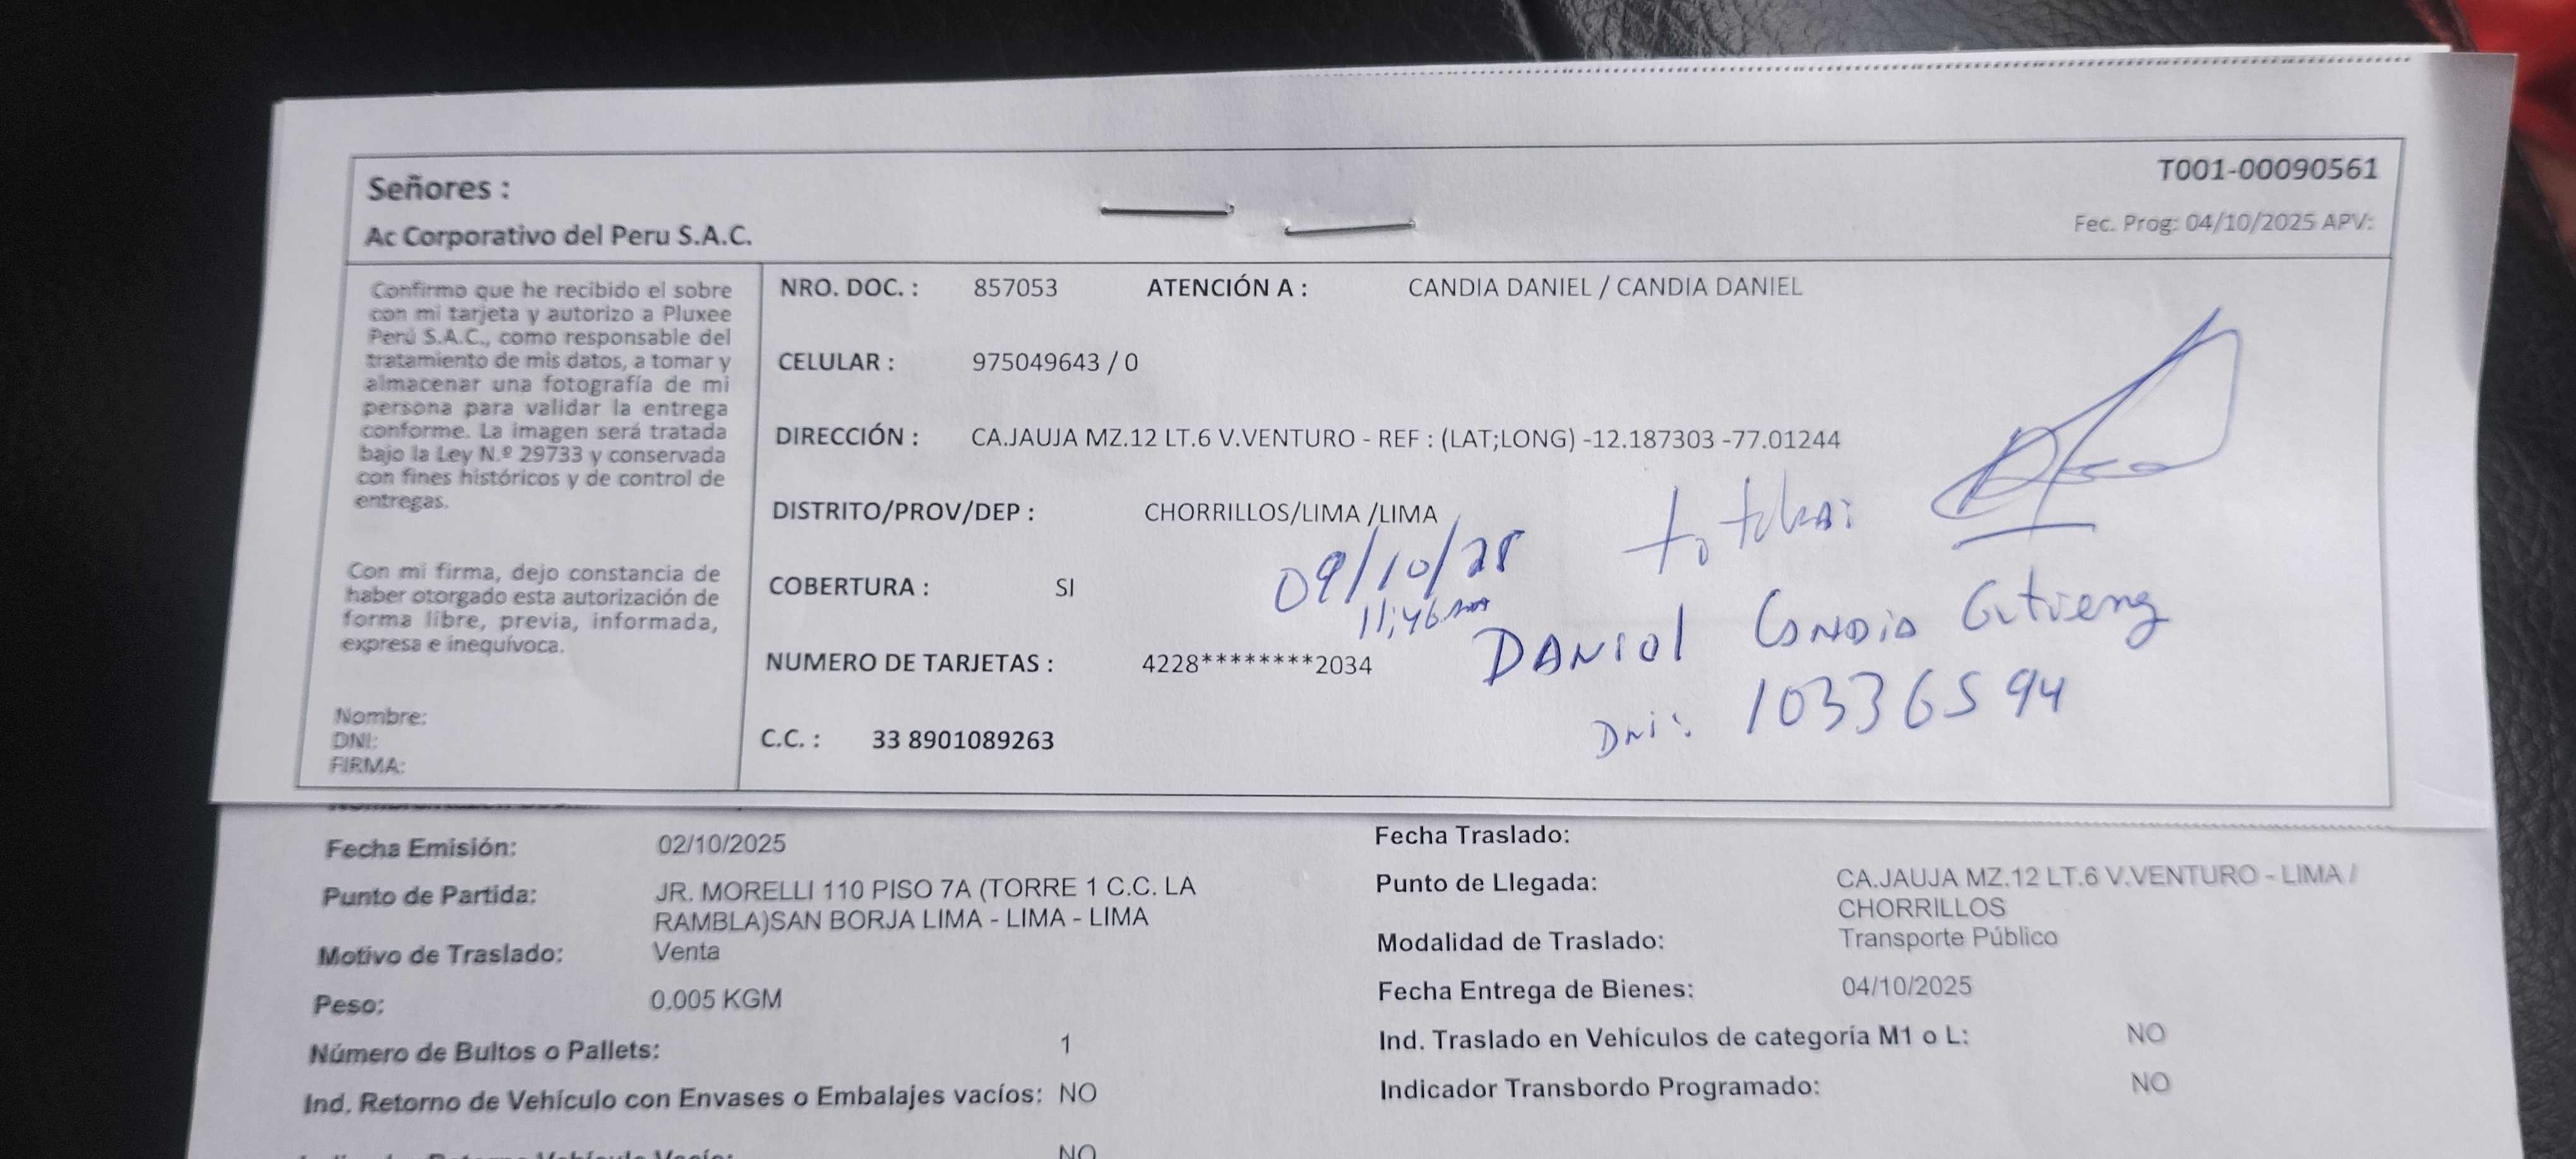 T001-00090561
Señores :
Fec. Prog: 04/10/2025 APV:
Ac Corporativo del Peru S.A.C.
Confirmo que he recibido el sobre
con mi tarjeta y autorizo a Pluxee
Perú S.A.C., como responsable del
tratamiento de mis datos, a tomar y
almacenar una fotografía de mi
persona para validar la entrega
conforme. La imagen será tratada
bajo la Ley N.º 29733 y conservada
con fines históricos y de control de
entregas.
Con mi firma, dejo constancia de
haber otorgado esta autorización de
forma libre, previa, informada,
expresa e inequívoca.
Nombre:
DNI:
FIRMA:
NRO. DOC. : 857053 ATENCIÓN A : CANDIA DANIEL / CANDIA DANIEL
CELULAR : 975049643 / 0
DIRECCIÓN : CA.JAUJA MZ.12 LT.6 V.VENTURO - REF : (LAT;LONG) -12.187303 -77.01244
DISTRITO/PROV/DEP : CHORRILLOS/LIMA /LIMA
COBERTURA : SI
NUMERO DE TARJETAS : 4228********2034
C.C. : 33 8901089263
09/10/25
11:46 am
DANIEL Candia Gutierrez
Dni: 10336594
Fecha Emisión: 02/10/2025 Fecha Traslado:
Punto de Partida: JR. MORELLI 110 PISO 7A (TORRE 1 C.C. LA
RAMBLA)SAN BORJA LIMA - LIMA - LIMA
Punto de Llegada: CA.JAUJA MZ.12 LT.6 V.VENTURO - LIMA /
CHORRILLOS
Motivo de Traslado: Venta Modalidad de Traslado: Transporte Público
Peso: 0.005 KGM Fecha Entrega de Bienes: 04/10/2025
Número de Bultos o Pallets: 1 Ind. Traslado en Vehículos de categoría M1 o L: NO
Ind. Retorno de Vehículo con Envases o Embalajes vacíos: NO Indicador Transbordo Programado: NO
NO